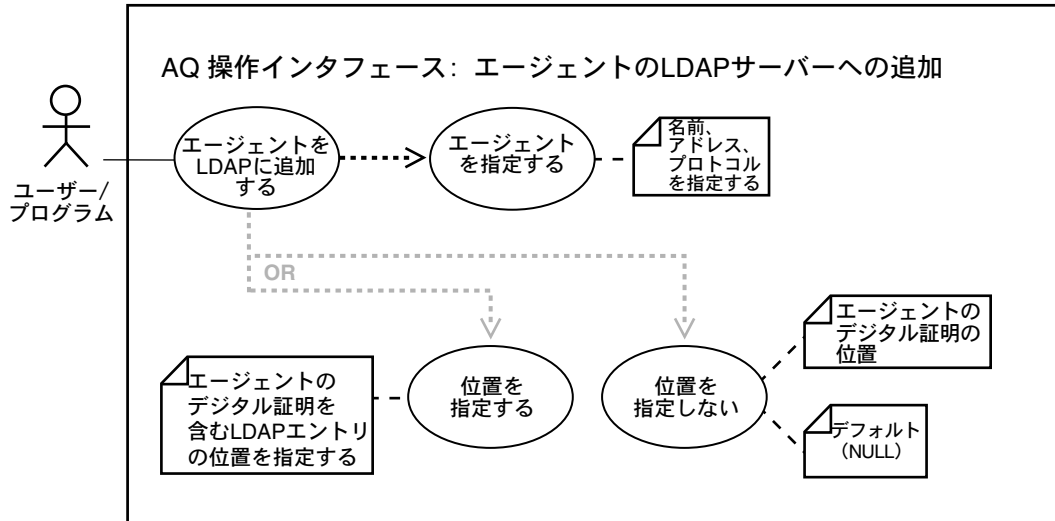 AQ 操作インタフェース: エージェントのLDAPサーバーへの追加
ユーザー/
プログラム
エージェントを
LDAPに追加
する
エージェント
を指定する
名前、
アドレス、
プロトコル
を指定する
OR
エージェントの
デジタル証明を
含むLDAPエントリ
の位置を指定する
位置を
指定する
位置を
指定しない
エージェントの
デジタル証明の
位置
デフォルト
(NULL)